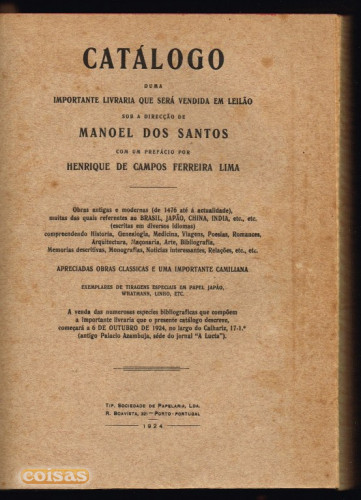 CATÁLOGO
DUMA
IMPORTANTE LIVRARIA QUE SERÁ VENDIDA EM LEILÃO
SOB A DIRECÇÃO DE
MANOEL DOS SANTOS
COM UM PREFÁCIO POR
HENRIQUE DE CAMPOS FERREIRA LIMA
Obras antigas e modernas (de 1476 até á actualidade),
muitas das quais referentes ao BRASIL, JAPÃO, CHINA, INDIA, etc., etc.
(escritas em diversos idiomas)
compreendendo Historia, Genealogia, Medicina, Viagens, Poesias, Romances,
Arquitectura, Maçonaria, Arte, Bibliografia,
Memorias descritivas, Monografias, Noticias interessantes, Relações, etc., etc.
APRECIADAS OBRAS CLASSICAS E UMA IMPORTANTE CAMILIANA
EXEMPLARES DE TIRAGENS ESPECIAIS EM PAPEL JAPÃO,
WHATMANN, LINHO, ETC.
A venda das numerosas especies bibliograficas que compõem
a importante livraria que o presente catálogo descreve,
começará a 6 DE OUTUBRO DE 1924, no largo do Calhariz, 17-1.º
(antigo Palacio Azambuja, séde do jornal "A Lucta").
TIP. SOCIEDADE DE PAPELARIA, LDA.
R. BOAVISTA, 321 — PORTO-PORTUGAL
1924
coisas